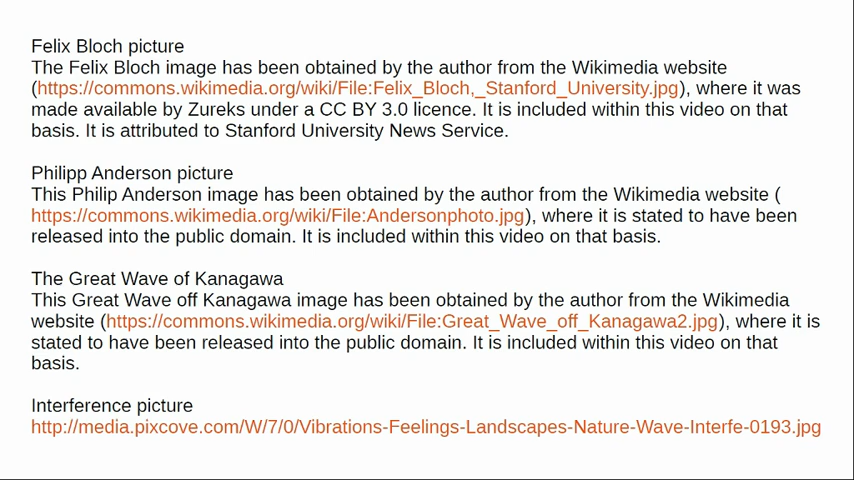 Felix Bloch picture
The Felix Bloch image has been obtained by the author from the Wikimedia website
(https://commons.wikimedia.org/wiki/File:Felix_Bloch,_Stanford_University.jpg), where it was
made available by Zureks under a CC BY 3.0 licence. It is included within this video on that
basis. It is attributed to Stanford University News Service.
Philipp Anderson picture
This Philip Anderson image has been obtained by the author from the Wikimedia website (
https://commons.wikimedia.org/wiki/File:Andersonphoto.jpg), where it is stated to have been
released into the public domain. It is included within this video on that basis.
The Great Wave of Kanagawa
This Great Wave off Kanagawa image has been obtained by the author from the Wikimedia
website (https://commons.wikimedia.org/wiki/File:Great_Wave_off_Kanagawa2.jpg), where it is
stated to have been released into the public domain. It is included within this video on that
basis.
Interference picture
http://media.pixcove.com/W/7/0/Vibrations-Feelings-Landscapes-Nature-Wave-Interfe-0193.jpg